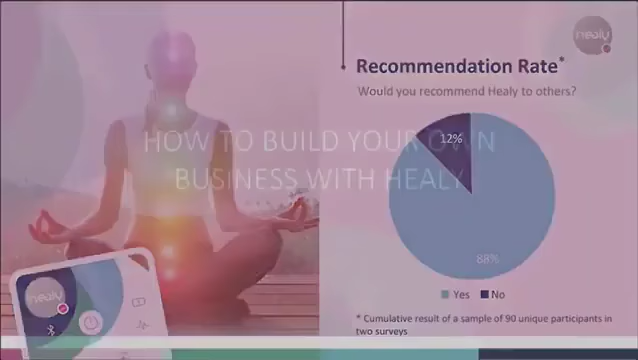 healy
Recommendation Rate*
Would you recommend Healy to others?
HOW TO BUILD YOUR OWN
BUSINESS WITH HEALY
12%
88%
Yes No
* Cumulative result of a sample of 90 unique participants in
two surveys
healy